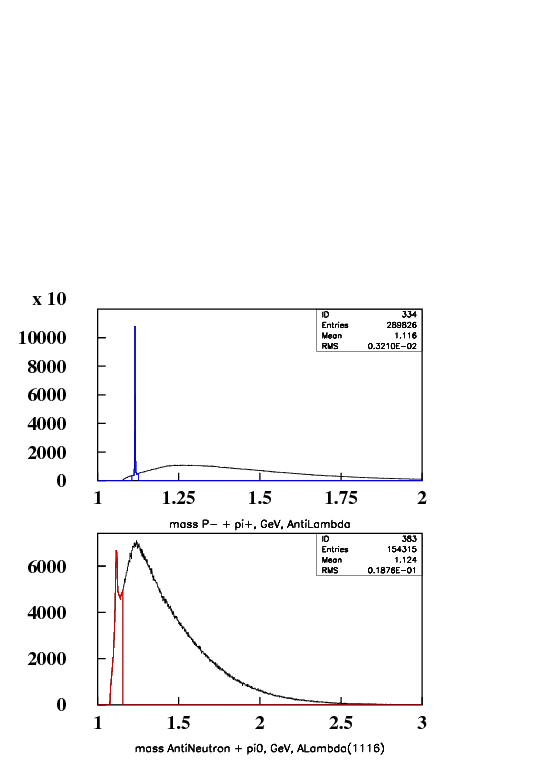 x 10
ID 334
Entries 289826
Mean 1.116
RMS 0.3210E-02
10000
8000
6000
4000
2000
0
1 1.25 1.5 1.75 2
mass P- + pi+, GeV, AntiLambda
ID 383
Entries 154315
Mean 1.124
RMS 0.1876E-01
6000
4000
2000
0
1 1.5 2 2.5 3
mass AntiNeutron + pi0, GeV, ALambda(1116)